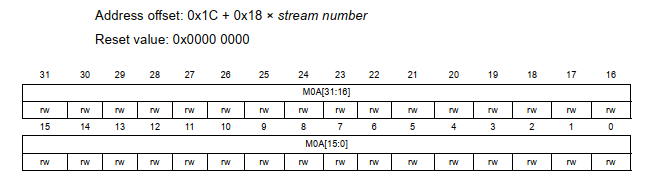 Address offset: 0x1C + 0x18 × stream number
Reset value: 0x0000 0000
31 30 29 28 27 26 25 24 23 22 21 20 19 18 17 16
M0A[31:16]
rw rw rw rw rw rw rw rw rw rw rw rw rw rw rw rw
15 14 13 12 11 10 9 8 7 6 5 4 3 2 1 0
M0A[15:0]
rw rw rw rw rw rw rw rw rw rw rw rw rw rw rw rw